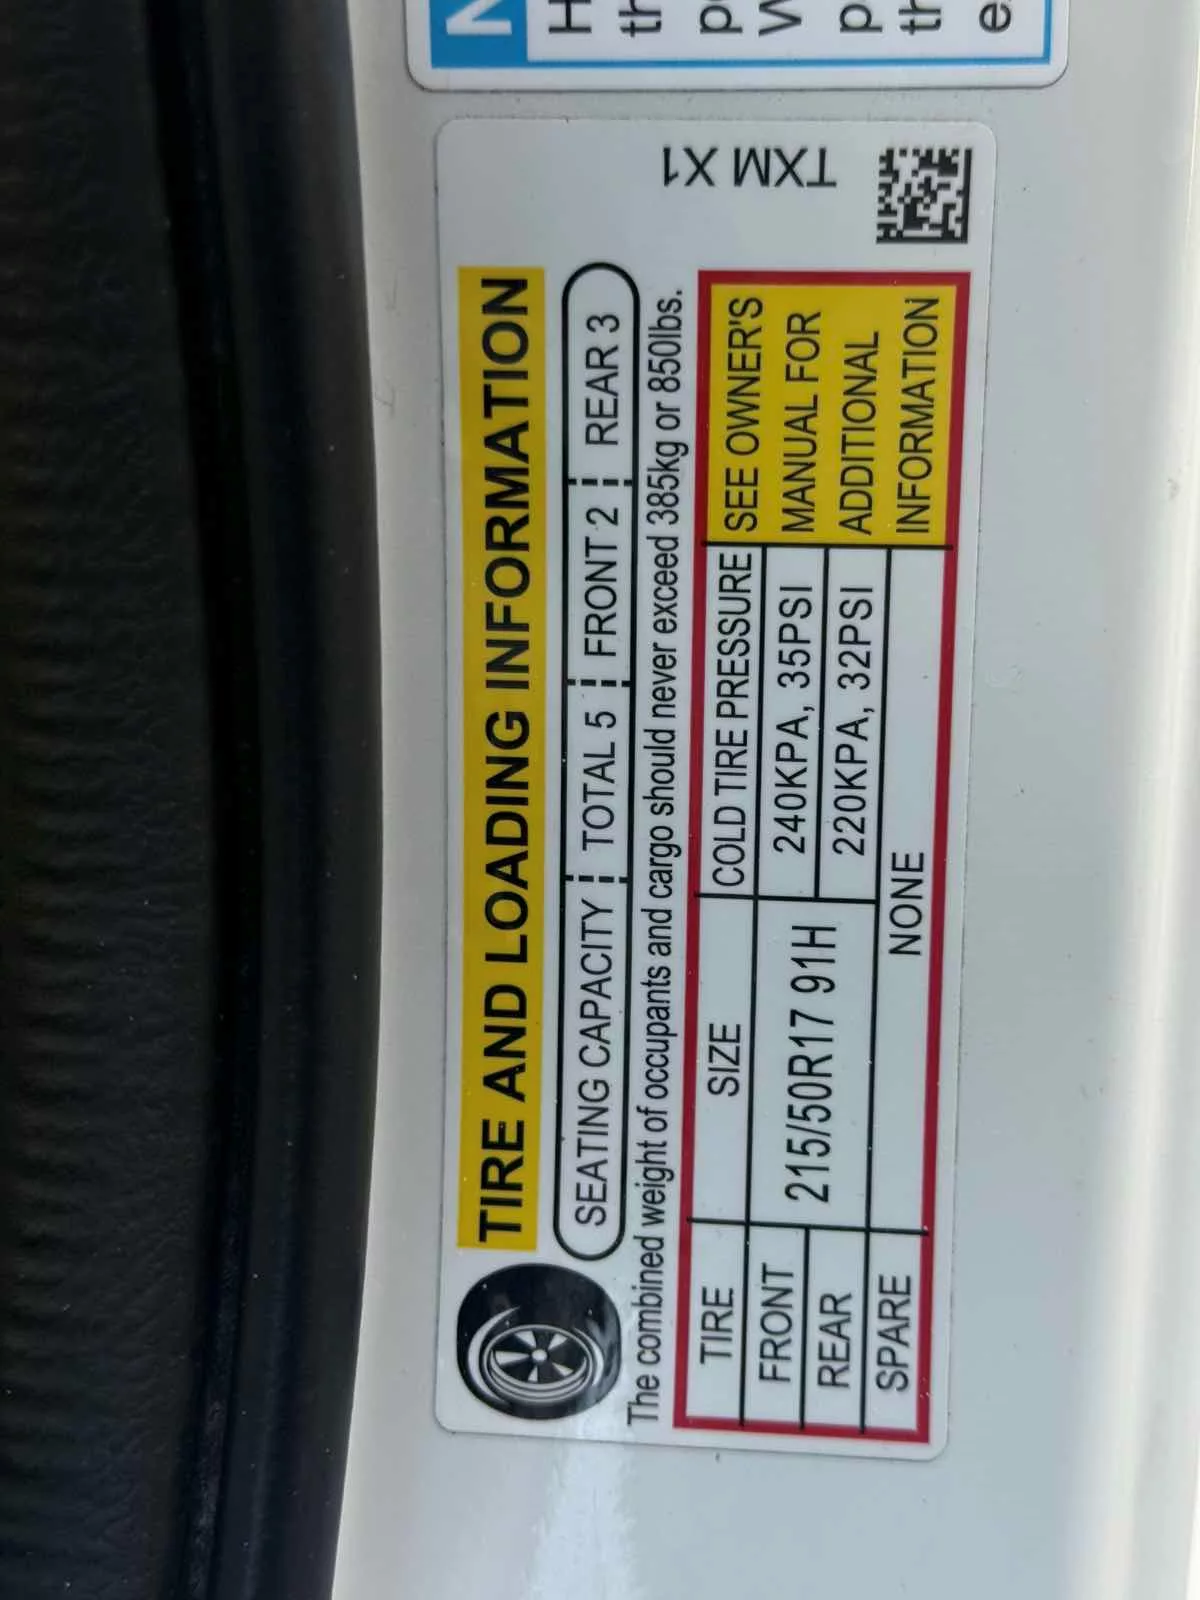 TIRE AND LOADING INFORMATION
SEATING CAPACITY TOTAL 5 FRONT 2 REAR 3
The combined weight of occupants and cargo should never exceed 385kg or 850lbs.
TIRE SIZE COLD TIRE PRESSURE SEE OWNER'S
FRONT 215/50R17 91H 240KPA, 35PSI MANUAL FOR
REAR 220KPA, 32PSI ADDITIONAL
SPARE NONE INFORMATION
TXM X1